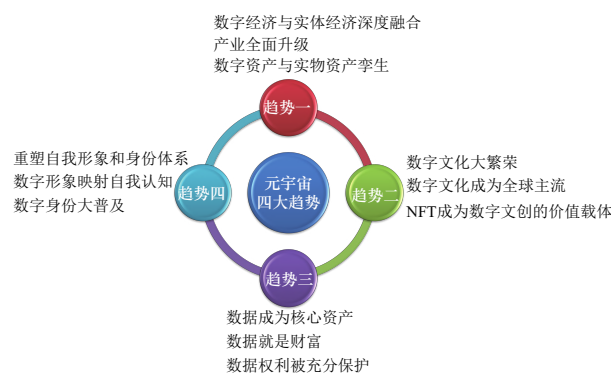 数字经济与实体经济深度融合
产业全面升级
数字资产与实物资产孪生
趋势一
重塑自我形象和身份体系
数字形象映射自我认知
数字身份大普及
趋势四
元宇宙
四大趋势
趋势二
数字文化大繁荣
数字文化成为全球主流
NFT成为数字文创的价值载体
趋势三
数据成为核心资产
数据就是财富
数据权利被充分保护